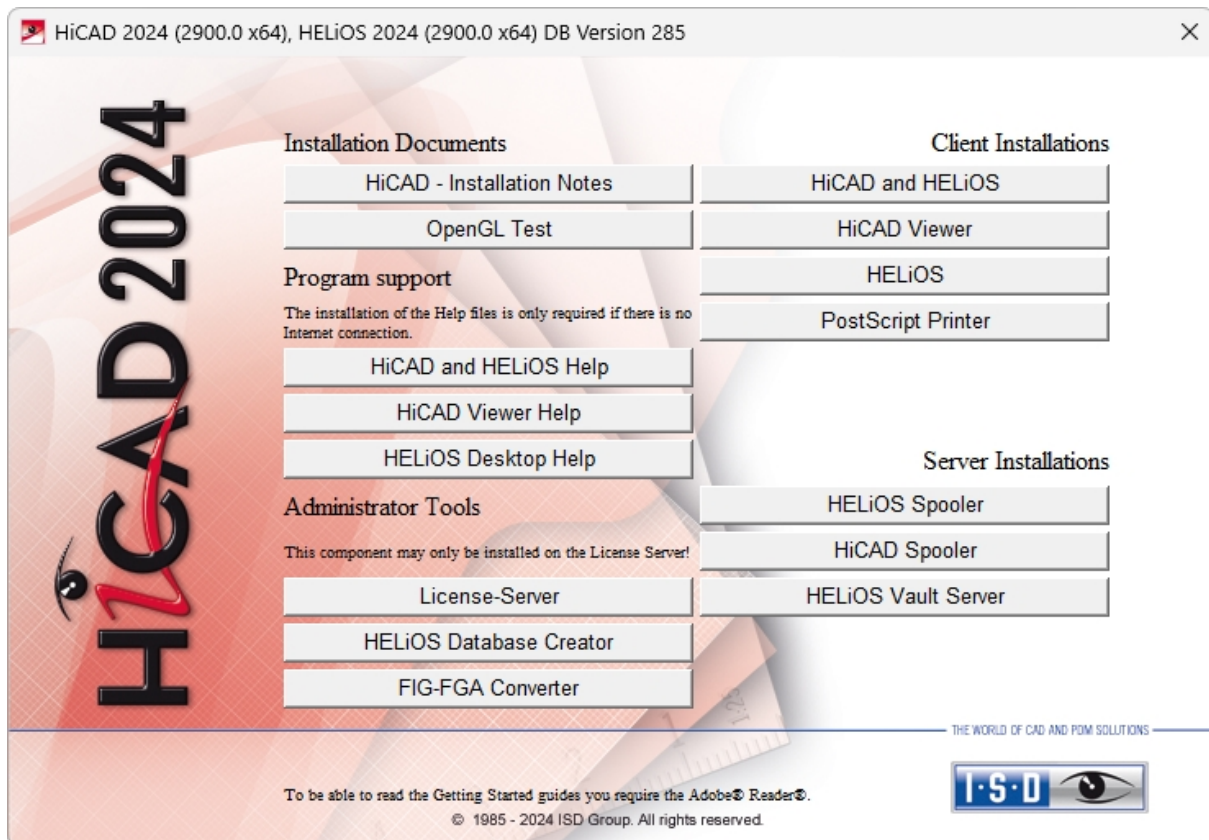 HiCAD 2024 (2900.0 x64), HELiOS 2024 (2900.0 x64) DB Version 285
HiCAD 2024
Installation Documents
HiCAD - Installation Notes
OpenGL Test
Program support
The installation of the Help files is only required if there is no
Internet connection.
HiCAD and HELiOS Help
HiCAD Viewer Help
HELiOS Desktop Help
Administrator Tools
This component may only be installed on the License Server!
License-Server
HELiOS Database Creator
FIG-FGA Converter
Client Installations
HiCAD and HELiOS
HiCAD Viewer
HELiOS
PostScript Printer
Server Installations
HELiOS Spooler
HiCAD Spooler
HELiOS Vault Server
THE WORLD OF CAD AND PDM SOLUTIONS
I·S·D
To be able to read the Getting Started guides you require the Adobe® Reader®.
© 1985 - 2024 ISD Group. All rights reserved.